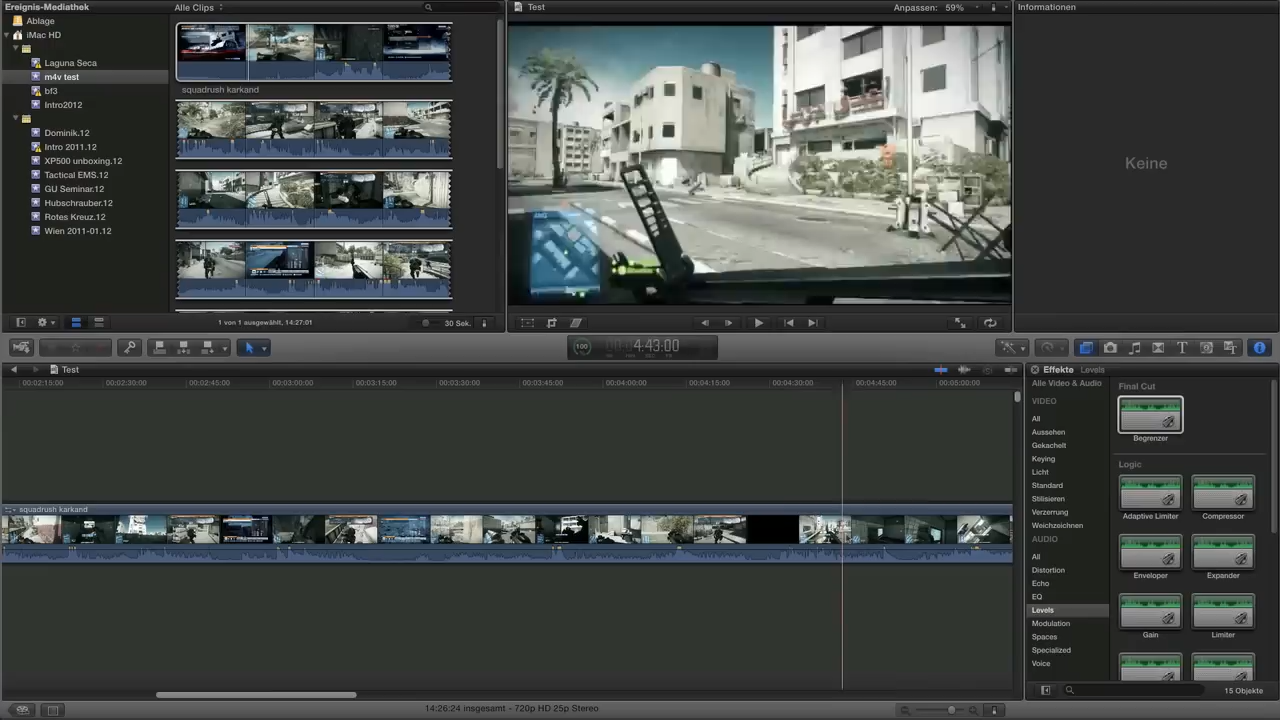 Ereignis-Mediathek
Alle Clips
Test
Anpassen: 59%
Informationen
Ablage
iMac HD
Laguna Seca
m4v test
bf3
Intro2012
Dominik.12
Intro 2011.12
XP500 unboxing.12
Tactical EMS.12
GU Seminar.12
Hubschrauber.12
Rotes Kreuz.12
Wien 2011-01.12
squadrush karkand
Keine
1 von 1 ausgewählt, 14:27:01
30 Sek.
100
4:43:00
Test
00:02:15:00
00:02:30:00
00:02:45:00
00:03:00:00
00:03:15:00
00:03:30:00
00:03:45:00
00:04:00:00
00:04:15:00
00:04:30:00
00:04:45:00
00:05:00:00
squadrush karkand
Effekte Levels
Alle Video & Audio
VIDEO
All
Aussehen
Gekachelt
Keying
Licht
Standard
Stilisieren
Verzerrung
Weichzeichnen
AUDIO
All
Distortion
Echo
EQ
Levels
Modulation
Spaces
Specialized
Voice
Final Cut
Begrenzer
Logic
Adaptive Limiter
Compressor
Enveloper
Expander
Gain
Limiter
15 Objekte
14:26:24 insgesamt - 720p HD 25p Stereo